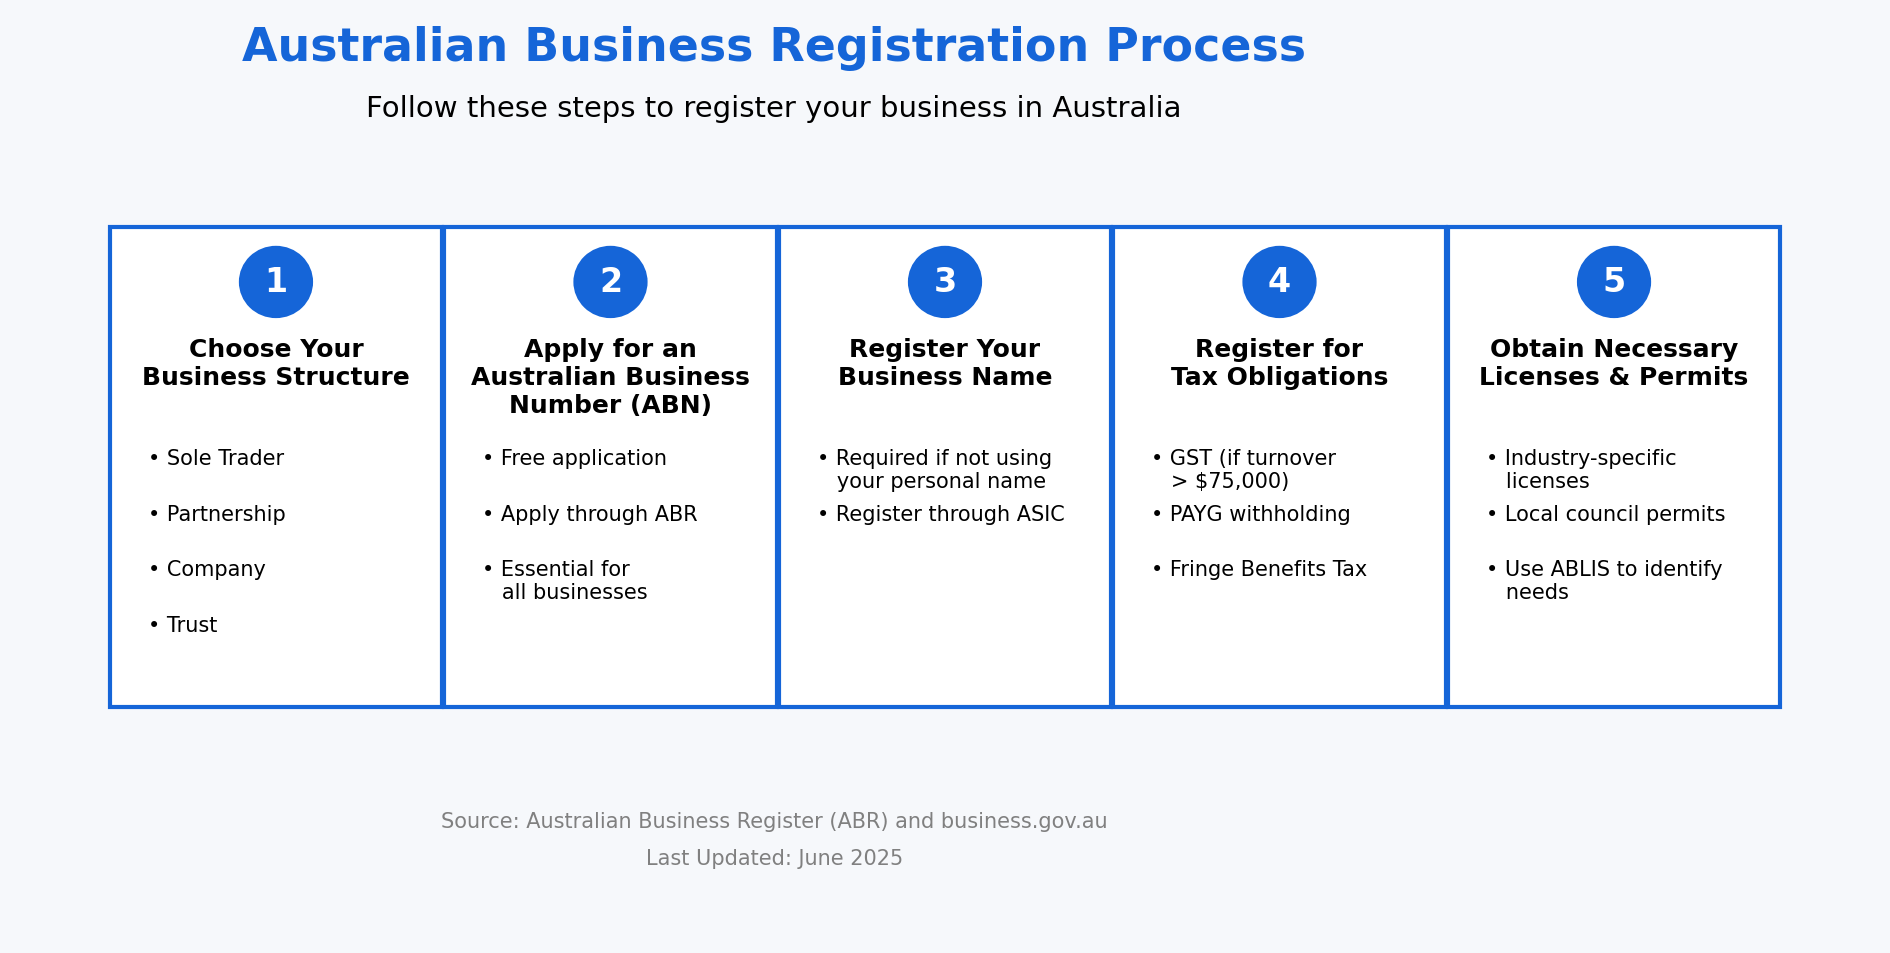 Australian Business Registration Process
Follow these steps to register your business in Australia
1
Choose Your
Business Structure
• Sole Trader
• Partnership
• Company
• Trust
2
Apply for an
Australian Business
Number (ABN)
• Free application
• Apply through ABR
• Essential for
all businesses
3
Register Your
Business Name
• Required if not using
your personal name
• Register through ASIC
4
Register for
Tax Obligations
• GST (if turnover
> $75,000)
• PAYG withholding
• Fringe Benefits Tax
5
Obtain Necessary
Licenses & Permits
• Industry-specific
licenses
• Local council permits
• Use ABLIS to identify
needs
Source: Australian Business Register (ABR) and business.gov.au
Last Updated: June 2025